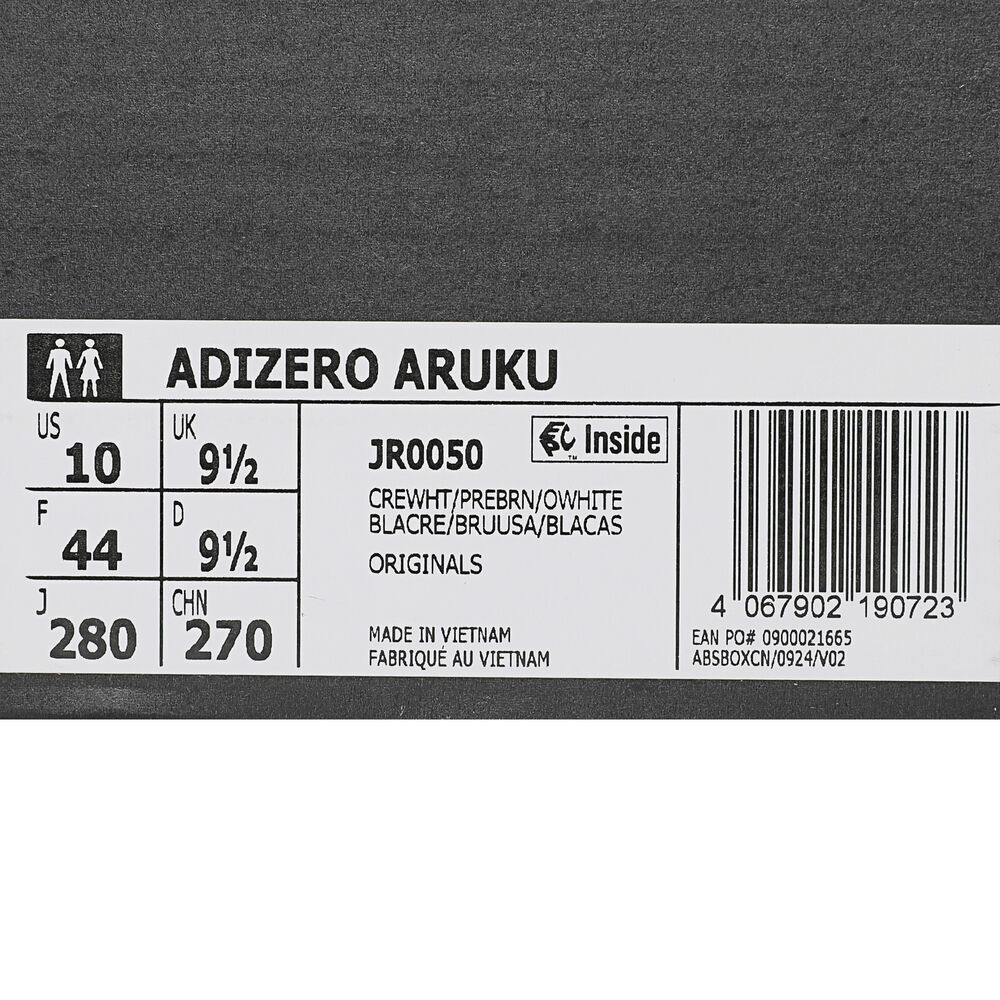 ADIZERO ARUKU
US 10 UK 9½
F 44 D 9½
J 280 CHN 270
JR0050
Inside
TM
CREWHT/PREBRN/OWHITE
BLACRE/BRUUSA/BLACAS
ORIGINALS
MADE IN VIETNAM
FABRIQUÉ AU VIETNAM
4 067902 190723
EAN PO# 0900021665
ABSBOXCN/0924/V02